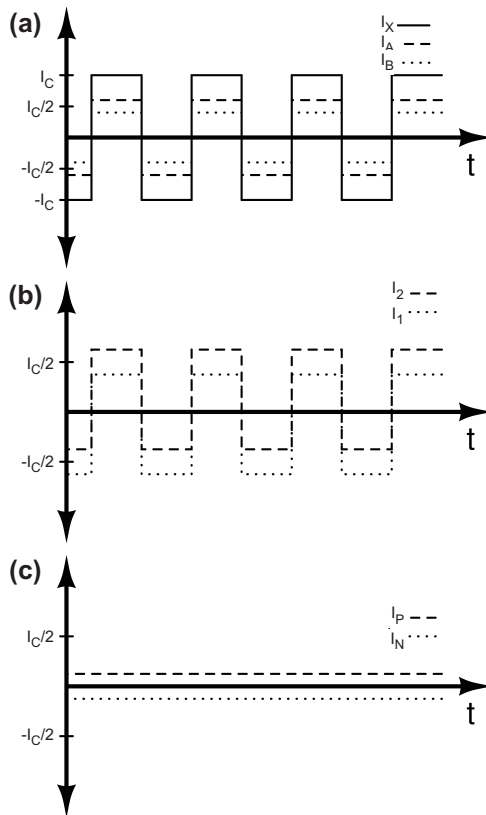 (a)
I_X
I_A
I_B
I_C
I_C/2
-I_C/2
-I_C
t
(b)
I_2
I_1
I_C/2
-I_C/2
t
(c)
I_P
I_N
I_C/2
-I_C/2
t